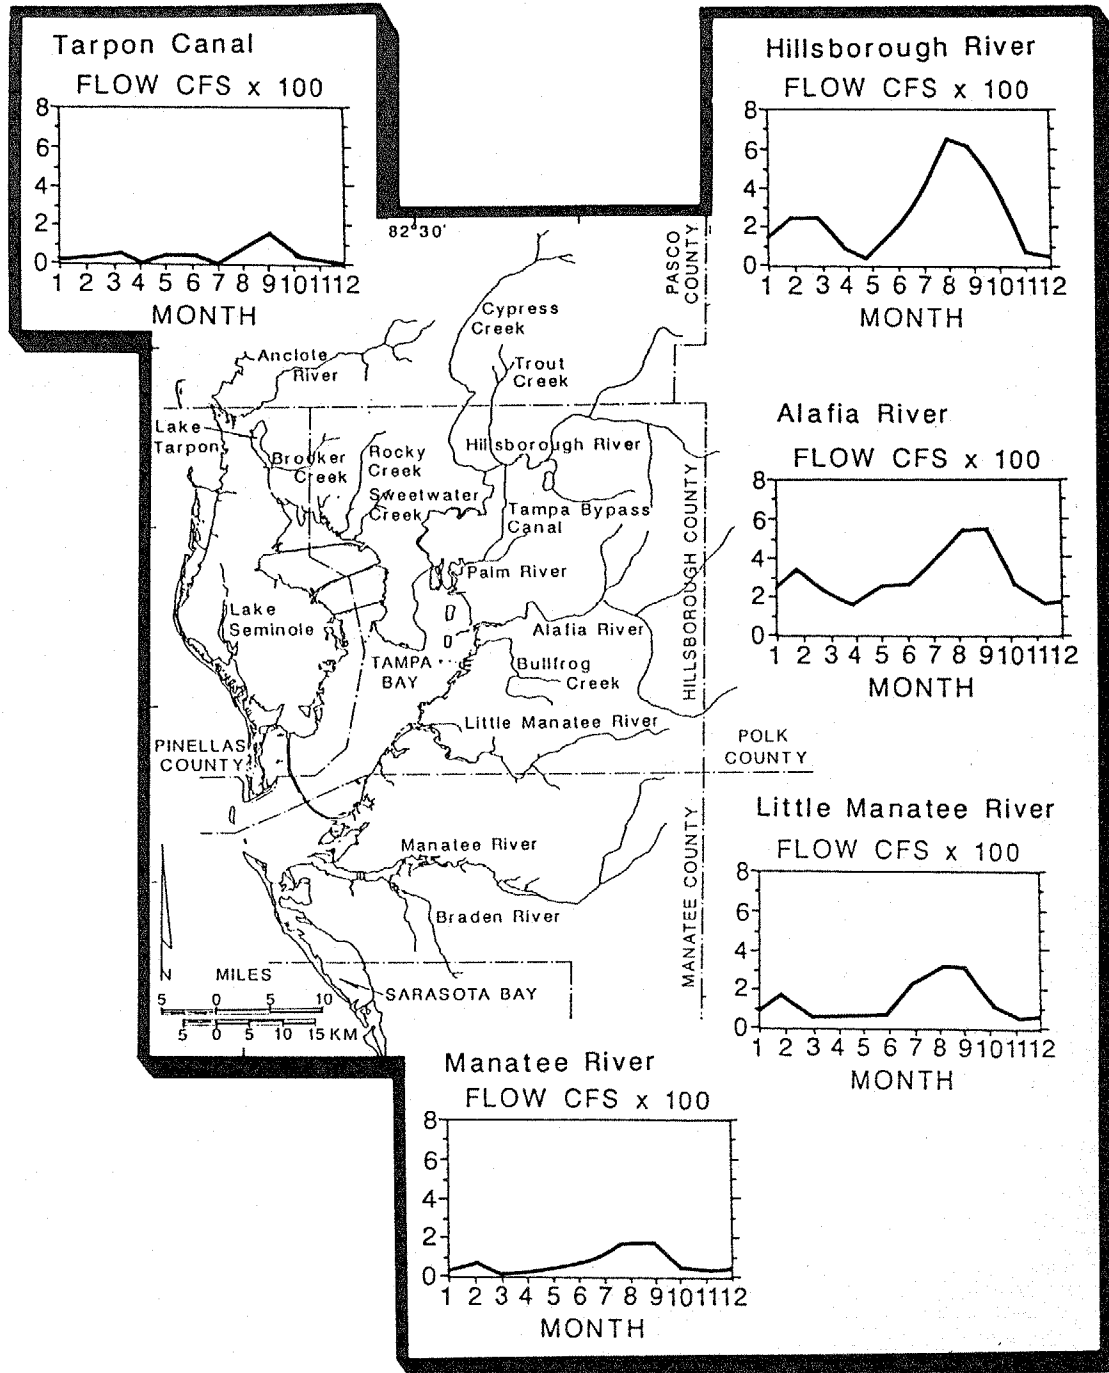 Tarpon Canal
FLOW CFS x 100
8
6
4
2
0
1 2 3 4 5 6 7 8 9 10 11 12
MONTH
Hillsborough River
FLOW CFS x 100
8
6
4
2
0
1 2 3 4 5 6 7 8 9 10 11 12
MONTH
82°30'
PASCO
COUNTY
Cypress
Creek
Anclote
River
Trout
Creek
Lake
Tarpon
Brooker
Creek
Rocky
Creek
Hillsborough River
Sweetwater
Creek
Tampa Bypass
Canal
Palm River
HILLSBOROUGH COUNTY
Lake
Seminole
Alafia River
TAMPA
BAY
Bullfrog
Creek
Little Manatee River
PINELLAS
COUNTY
POLK
COUNTY
Manatee River
MANATEE COUNTY
Braden River
N
MILES
5 0 5 10
5 0 5 10 15 KM
SARASOTA BAY
Alafia River
FLOW CFS x 100
8
6
4
2
0
1 2 3 4 5 6 7 8 9 10 11 12
MONTH
Little Manatee River
FLOW CFS x 100
8
6
4
2
0
1 2 3 4 5 6 7 8 9 10 11 12
MONTH
Manatee River
FLOW CFS x 100
8
6
4
2
0
1 2 3 4 5 6 7 8 9 10 11 12
MONTH